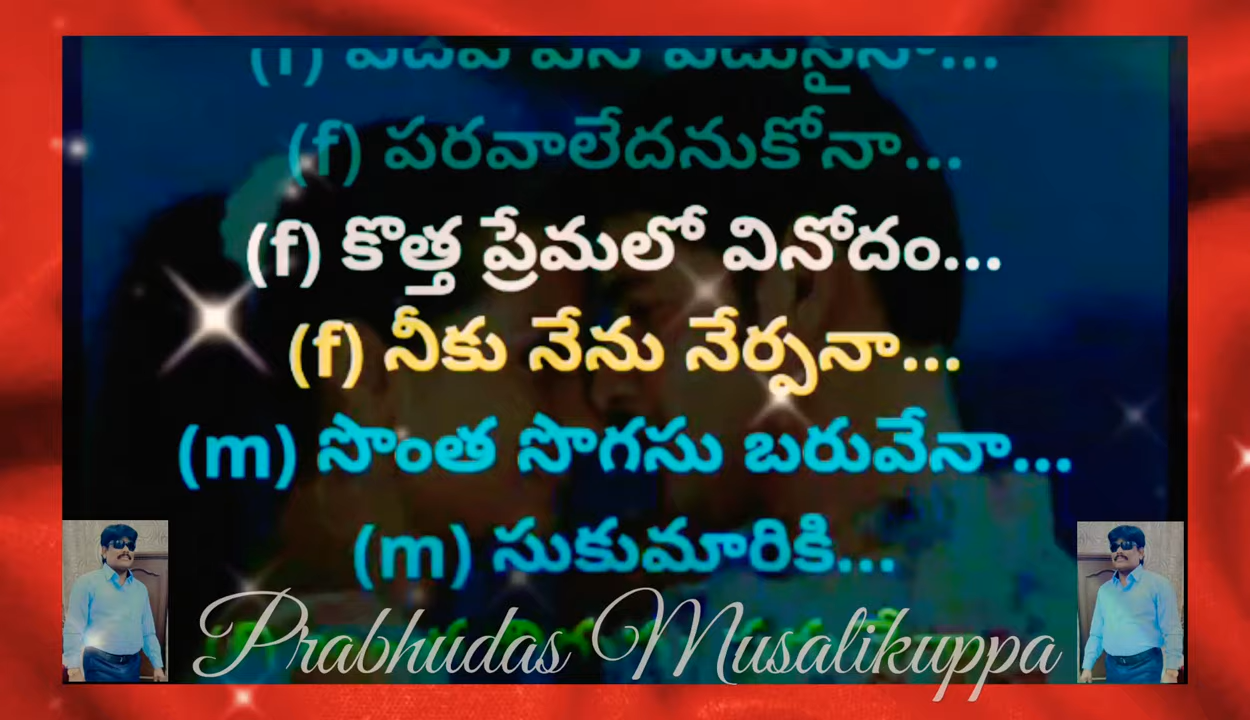 (f)
(f) పరవాలేదనుకోనా...
(f) కొత్త ప్రేమలో వినోదం...
(f) నీకు నేను నేర్పనా...
(m) సొంత సొగసు బరువేనా...
(m) సుకుమారికి...
Prabhudas Musalikuppa